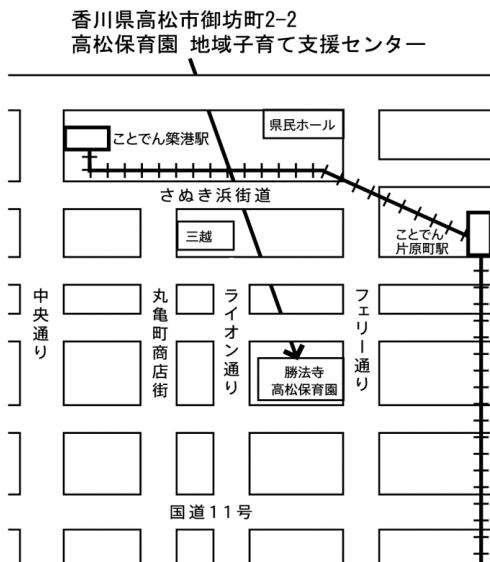 香川県高松市御坊町2-2
高松保育園 地域子育て支援センター
県民ホール
ことでん築港駅
さぬき浜街道
三越
ことでん
片原町駅
中央通り
丸亀町商店街
ライオン通り
フェリー通り
勝法寺
高松保育園
国道11号